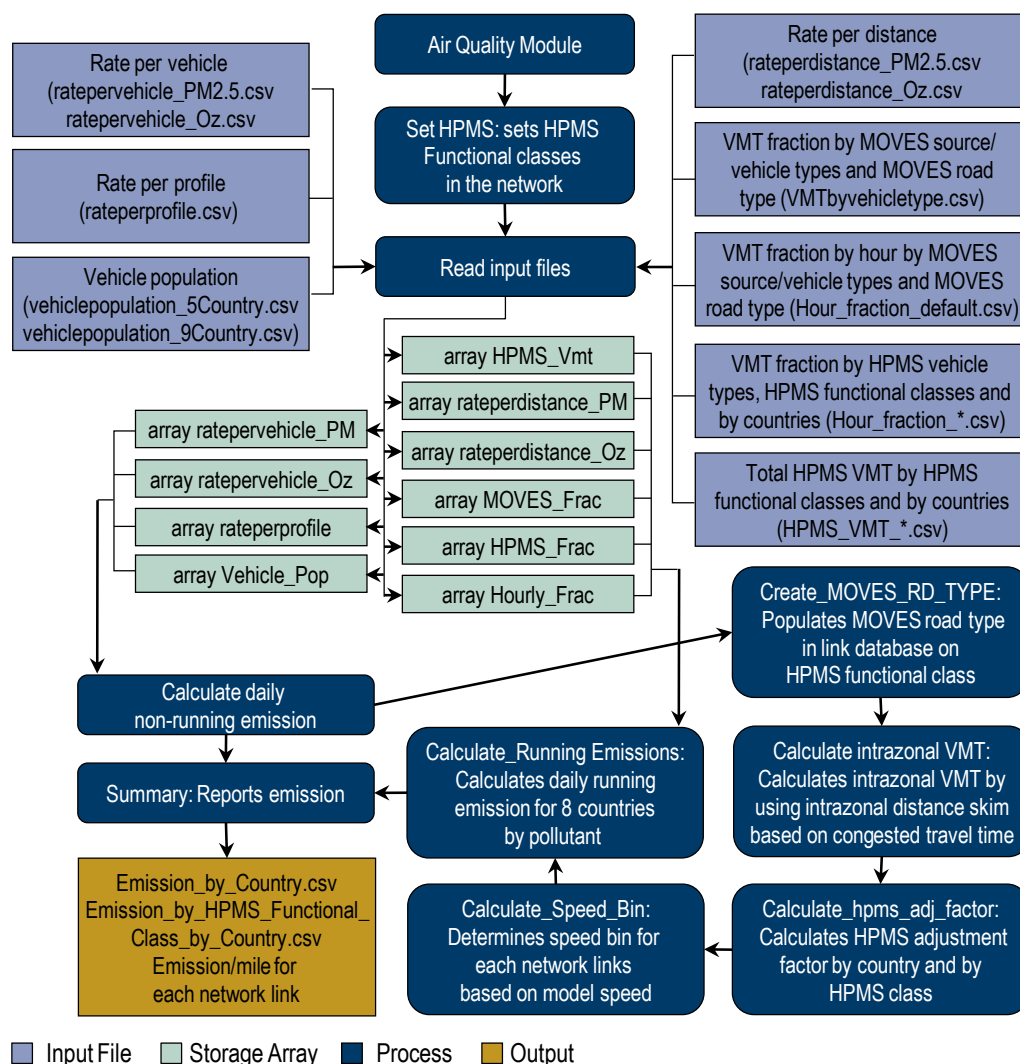 Air Quality Module
Rate per vehicle
(ratepervehicle_PM2.5.csv
ratepervehicle_Oz.csv)
Rate per profile
(rateperprofile.csv)
Vehicle population
(vehiclepopulation_5Country.csv
vehiclepopulation_9Country.csv)
Set HPMS: sets HPMS
Functional classes
in the network
Read input files
Rate per distance
(rateperdistance_PM2.5.csv
rateperdistance_Oz.csv
VMT fraction by MOVES source/
vehicle types and MOVES road
type (VMTbyvehicletype.csv)
VMT fraction by hour by MOVES
source/vehicle types and MOVES
road type (Hour_fraction_default.csv)
VMT fraction by HPMS vehicle
types, HPMS functional classes and
by countries (Hour_fraction_*.csv)
Total HPMS VMT by HPMS
functional classes and by countries
(HPMS_VMT_*.csv)
array HPMS_Vmt
array rateperdistance_PM
array rateperdistance_Oz
array MOVES_Frac
array HPMS_Frac
array Hourly_Frac
array ratepervehicle_PM
array ratepervehicle_Oz
array rateperprofile
array Vehicle_Pop
Calculate daily
non-running emission
Summary: Reports emission
Emission_by_Country.csv
Emission_by_HPMS_Functional_
Class_by_Country.csv
Emission/mile for
each network link
Create_MOVES_RD_TYPE:
Populates MOVES road type
in link database on
HPMS functional class
Calculate intrazonal VMT:
Calculates intrazonal VMT by
using intrazonal distance skim
based on congested travel time
Calculate_hpms_adj_factor:
Calculates HPMS adjustment
factor by country and by
HPMS class
Calculate_Speed_Bin:
Determines speed bin for
each network links
based on model speed
Calculate_Running Emissions:
Calculates daily running
emission for 8 countries
by pollutant
Input File
Storage Array
Process
Output